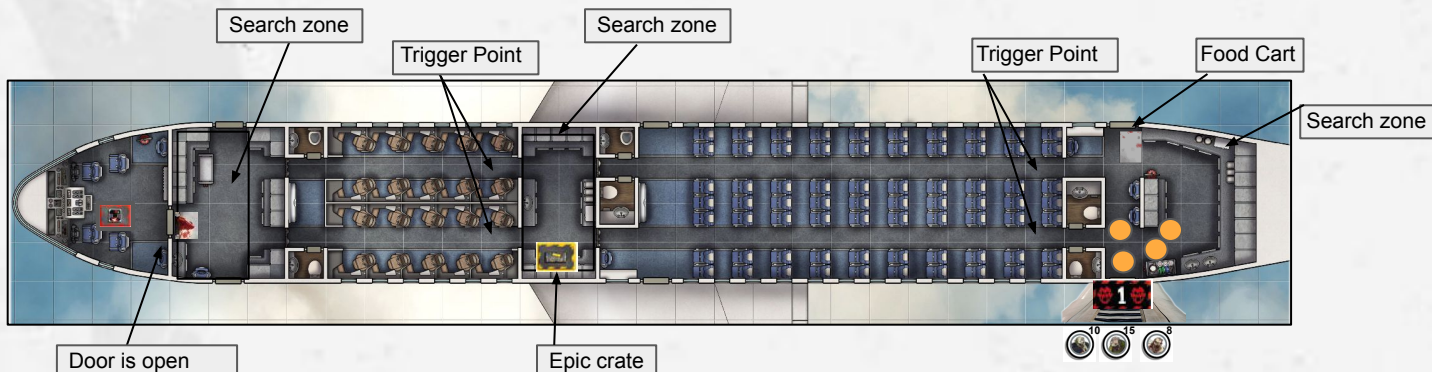 Search zone
Search zone
Trigger Point
Trigger Point
Food Cart
Search zone
1
10
15
8
Door is open
Epic crate